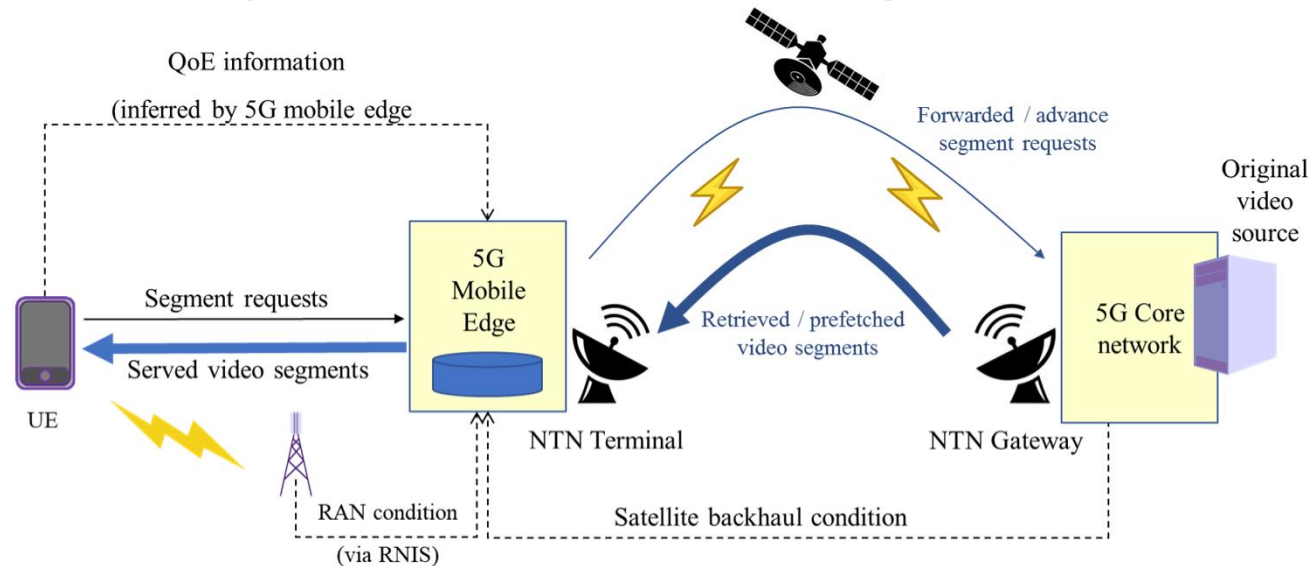 QoE information
(inferred by 5G mobile edge
Forwarded / advance
segment requests
Original
video
source
5G
Mobile
Edge
Segment requests
Served video segments
Retrieved / prefetched
video segments
5G Core
network
UE
NTN Terminal
NTN Gateway
RAN condition
(via RNIS)
Satellite backhaul condition